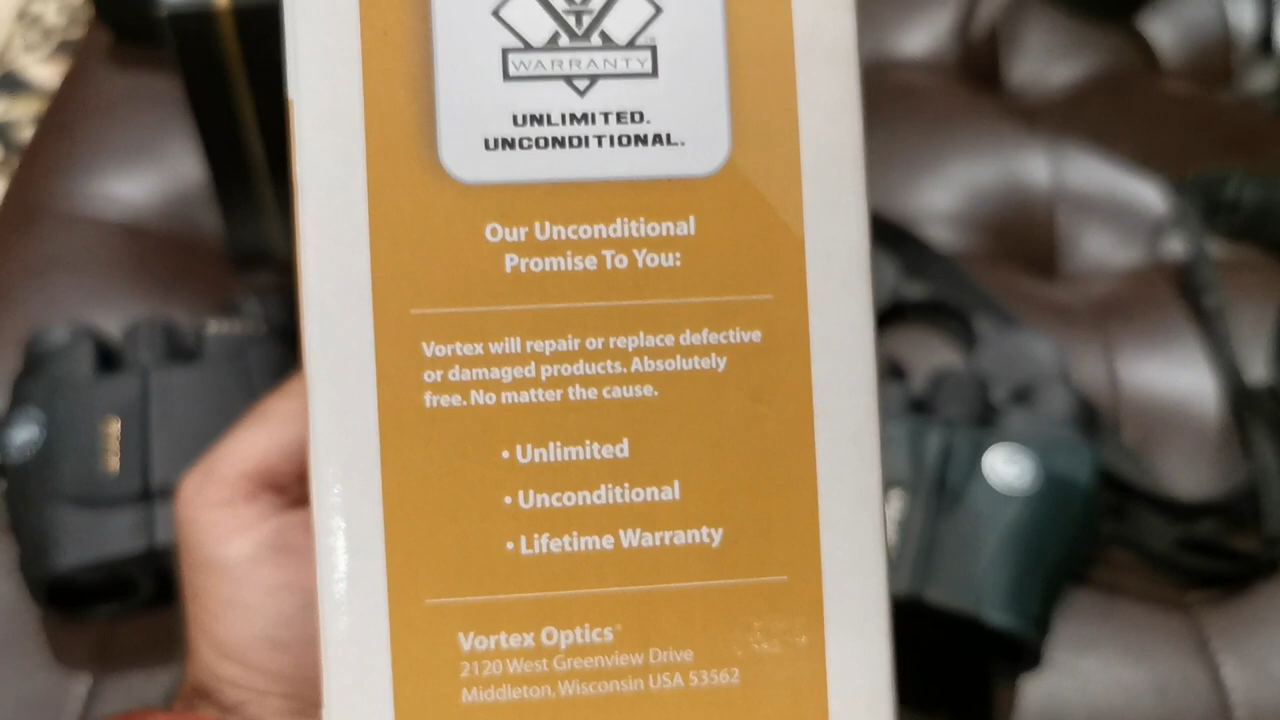 WARRANTY
UNLIMITED.
UNCONDITIONAL.
Our Unconditional
Promise To You:
Vortex will repair or replace defective
or damaged products. Absolutely
free. No matter the cause.
• Unlimited
• Unconditional
• Lifetime Warranty
Vortex Optics®
2120 West Greenview Drive
Middleton, Wisconsin USA 53562